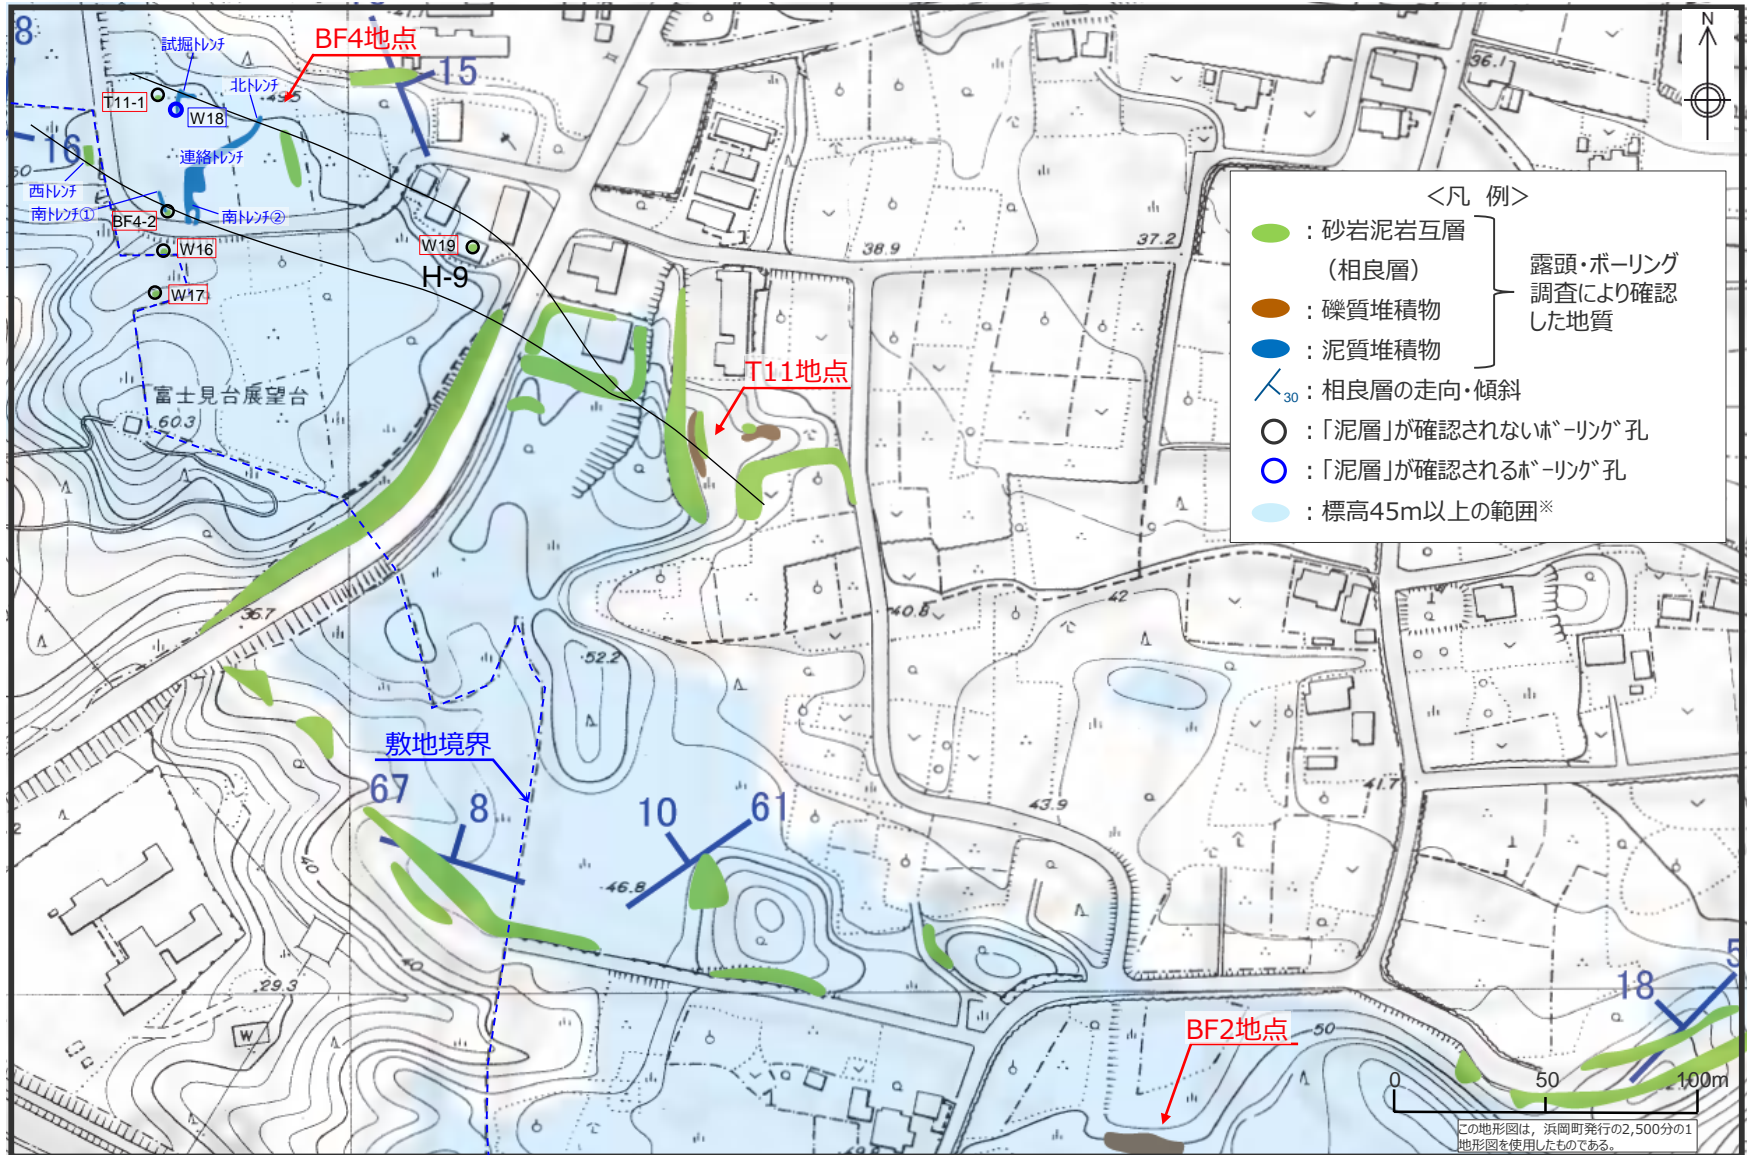 8
15
16
試掘トレンチ
BF4地点
北トレンチ
49.5
T11-1
W18
連絡トレンチ
西トレンチ
南トレンチ①
BF4-2
南トレンチ②
W16
W19
H-9
W17
富士見台展望台
60.3
38.9
37.2
36.1
N
<凡 例>
：砂岩泥岩互層
（相良層）
：礫質堆積物
：泥質堆積物
露頭・ボーリング
調査により確認
した地質
30
：相良層の走向・傾斜
：「泥層」が確認されないボーリング孔
：「泥層」が確認されるボーリング孔
：標高45m以上の範囲※
T11地点
36.7
52.2
40.8
42
敷地境界
67
8
10
61
43.9
41.7
46.8
40
40
29.3
W
BF2地点
50
18
5
0 50 100m
この地形図は，浜岡町発行の2,500分の1
地形図を使用したものである。